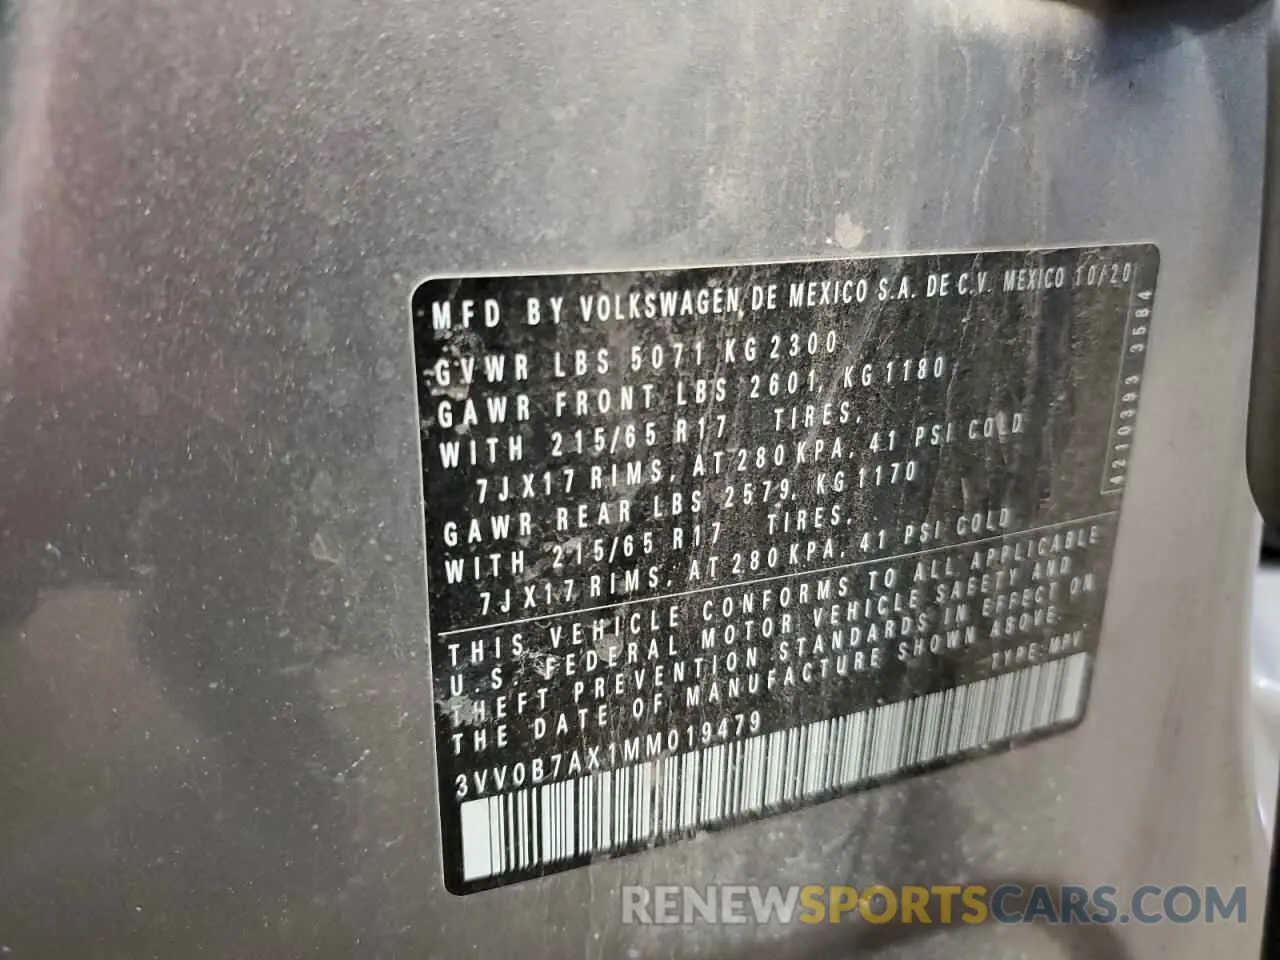 MFD BY VOLKSWAGEN DE MEXICO S.A. DE C.V. MEXICO 10/20
GVWR LBS 5071 KG 2300
GAWR FRONT LBS 2601, KG 1180
WITH 215/65 R17 TIRES,
7JX17 RIMS, AT 280 KPA, 41 PSI COLD
GAWR REAR LBS 2579, KG 1170
WITH 215/65 R17 TIRES,
7JX17 RIMS, AT 280 KPA, 41 PSI COLD
4210393 3584
THIS VEHICLE CONFORMS TO ALL APPLICABLE
U.S. FEDERAL MOTOR VEHICLE SAFETY AND
THEFT PREVENTION STANDARDS IN EFFECT ON
THE DATE OF MANUFACTURE SHOWN ABOVE.
TYPE: MPV
3VV0B7AX1MM019479
RENEWSPORTSCARS.COM